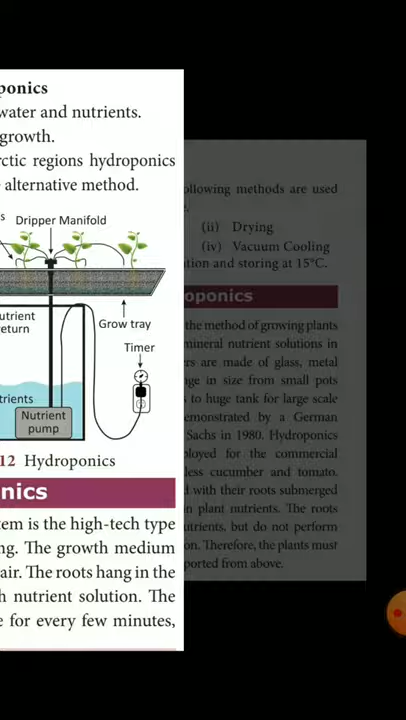 ponics
water and nutrients.
growth.
rctic regions hydroponics
alternative method.
Dripper Manifold
utrient
eturn
Grow tray
Timer
trients
Nutrient
pump
12 Hydroponics
nics
tem is the high-tech type
ng. The growth medium
air. The roots hang in the
h nutrient solution. The
e for every few minutes,
ollowing methods are used
e.
(ii) Drying
(iv) Vacuum Cooling
tion and storing at 15°C.
oponics
the method of growing plants
mineral nutrient solutions in
ers are made of glass, metal
nge in size from small pots
to huge tank for large scale
emonstrated by a German
Sachs in 1980. Hydroponics
ployed for the commercial
less cucumber and tomato.
d with their roots submerged
in plant nutrients. The roots
utrients, but do not perform
on. Therefore, the plants must
ported from above.